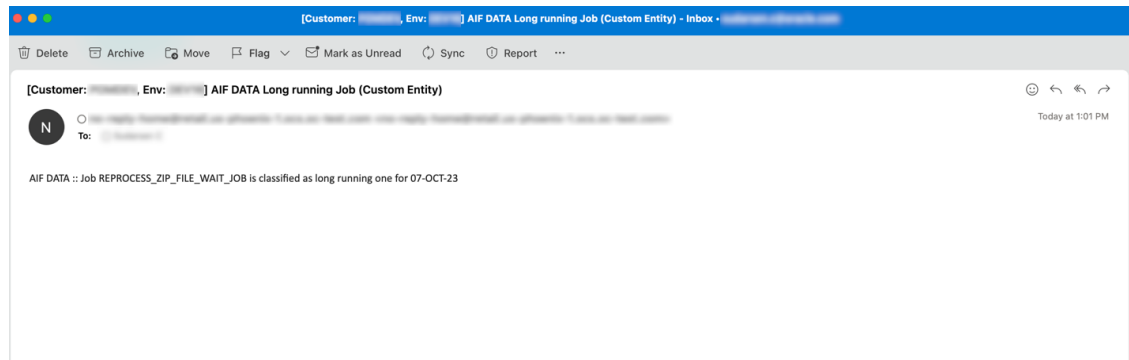 [Customer: , Env: ] AIF DATA Long running Job (Custom Entity) - Inbox •
Delete Archive Move Flag Mark as Unread Sync Report ...
[Customer: , Env: ] AIF DATA Long running Job (Custom Entity)
N
To:
Today at 1:01 PM
AIF DATA :: Job REPROCESS_ZIP_FILE_WAIT_JOB is classified as long running one for 07-OCT-23